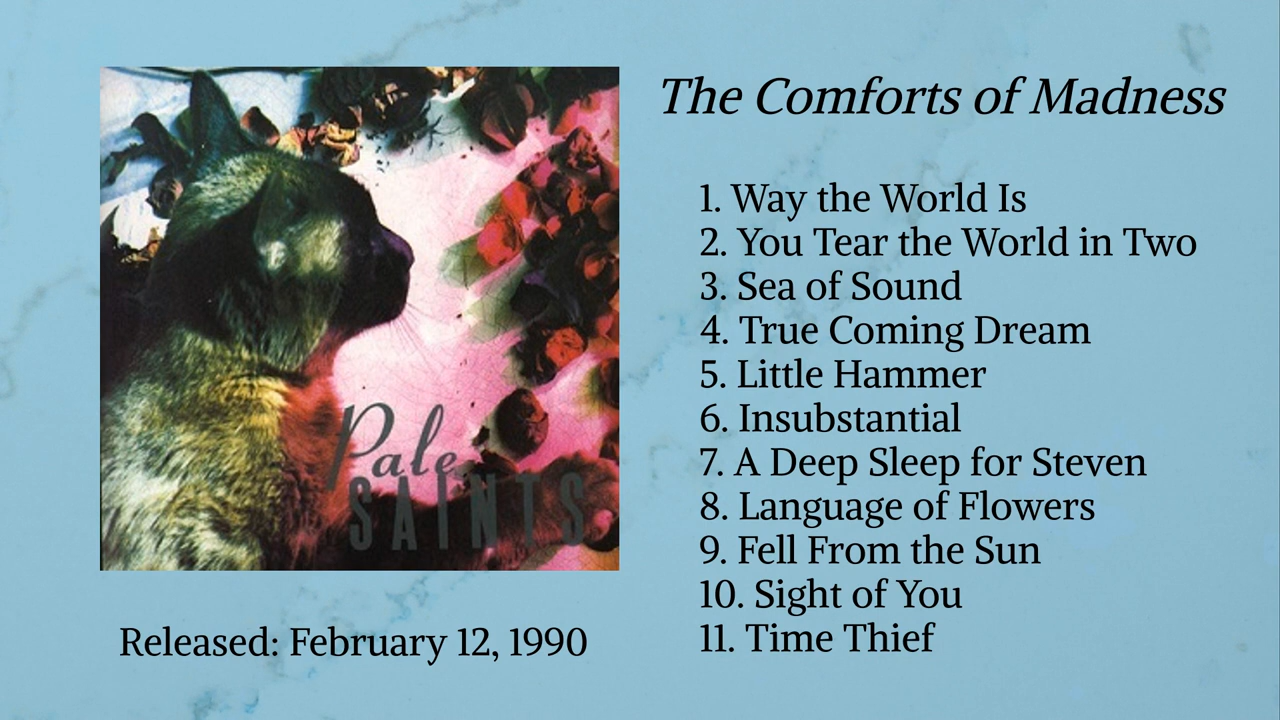 The Comforts of Madness
1. Way the World Is
2. You Tear the World in Two
3. Sea of Sound
4. True Coming Dream
5. Little Hammer
6. Insubstantial
7. A Deep Sleep for Steven
8. Language of Flowers
9. Fell From the Sun
10. Sight of You
11. Time Thief
Pale
SAINTS
Released: February 12, 1990